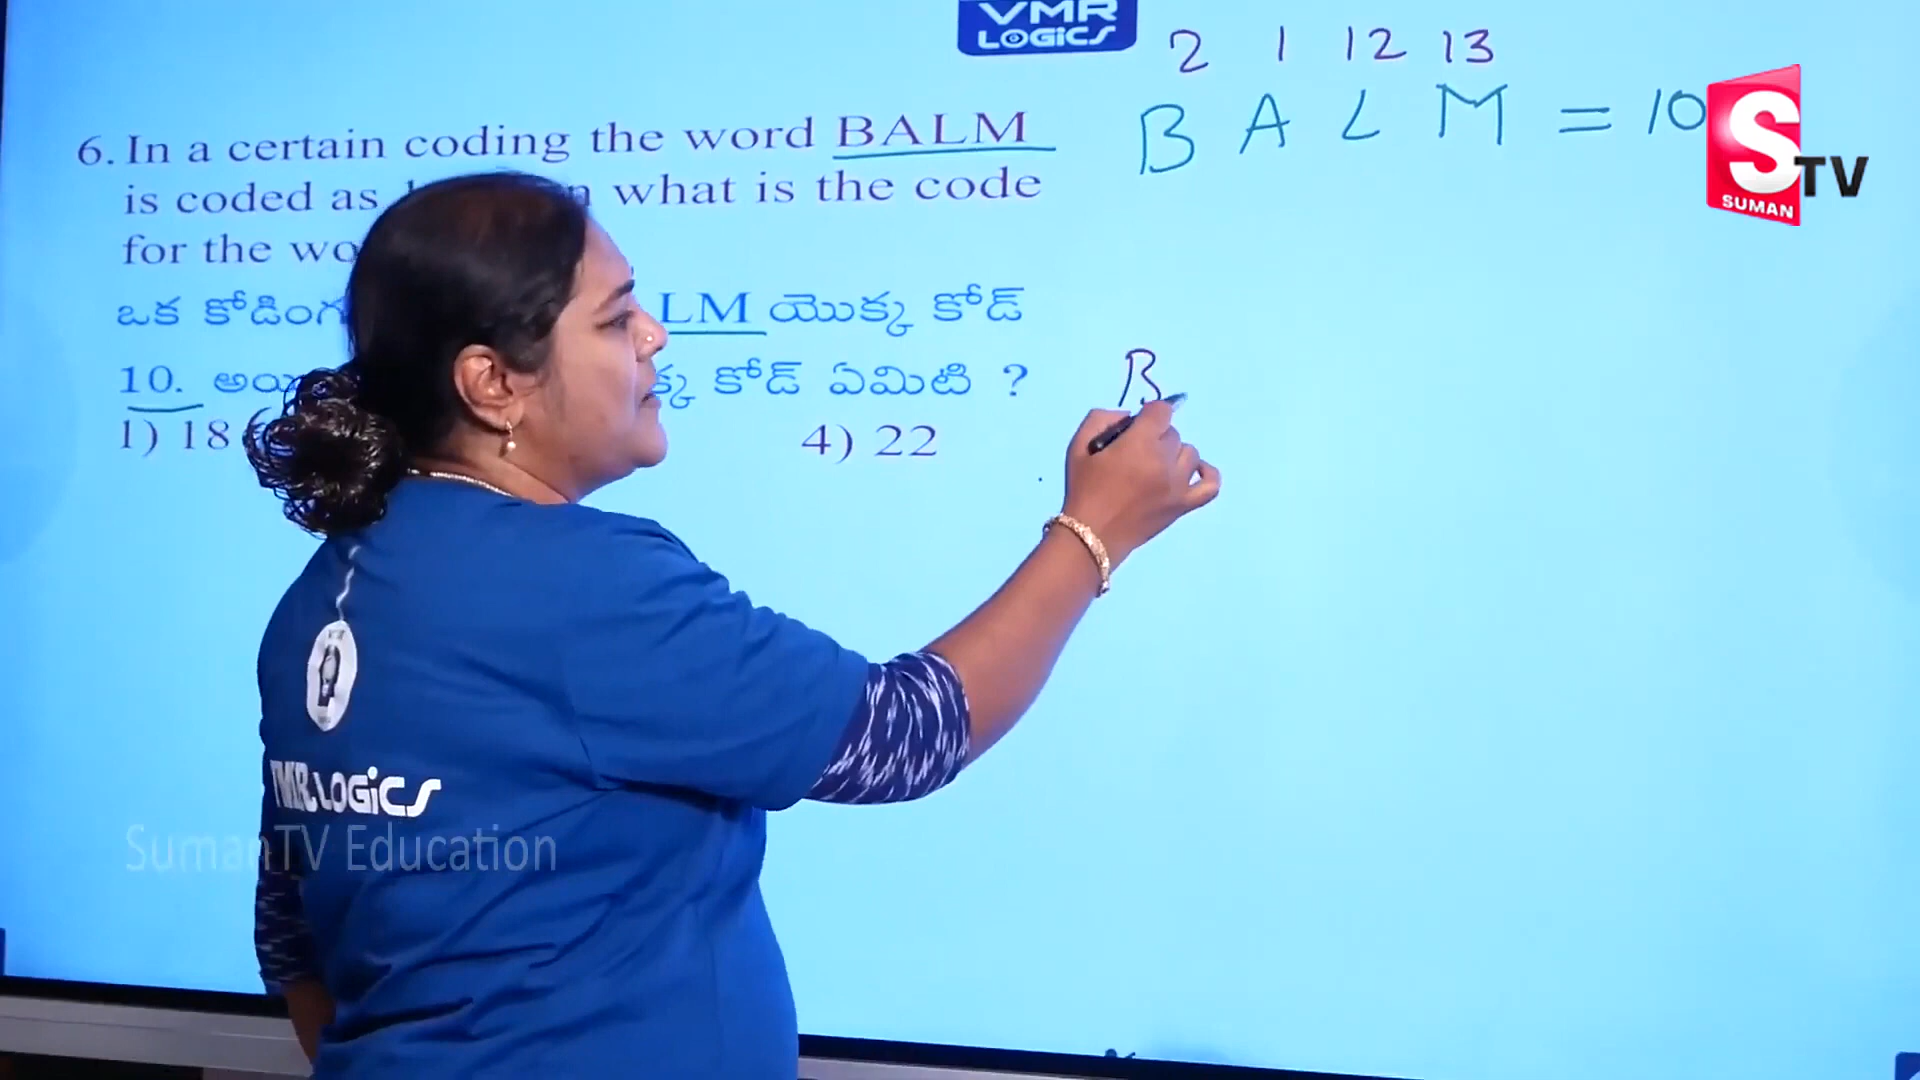 VMR
LOGiCS
2 1 12 13
B A L M = 10
S TV
SUMAN
6. In a certain coding the word BALM
is coded as what is the code
for the
ఒక LM యొక్క కోడ్
10. కోడ్ ఏమిటి ?
1) 18 4) 22
B
VMR LOGiCS
SumanTV Education